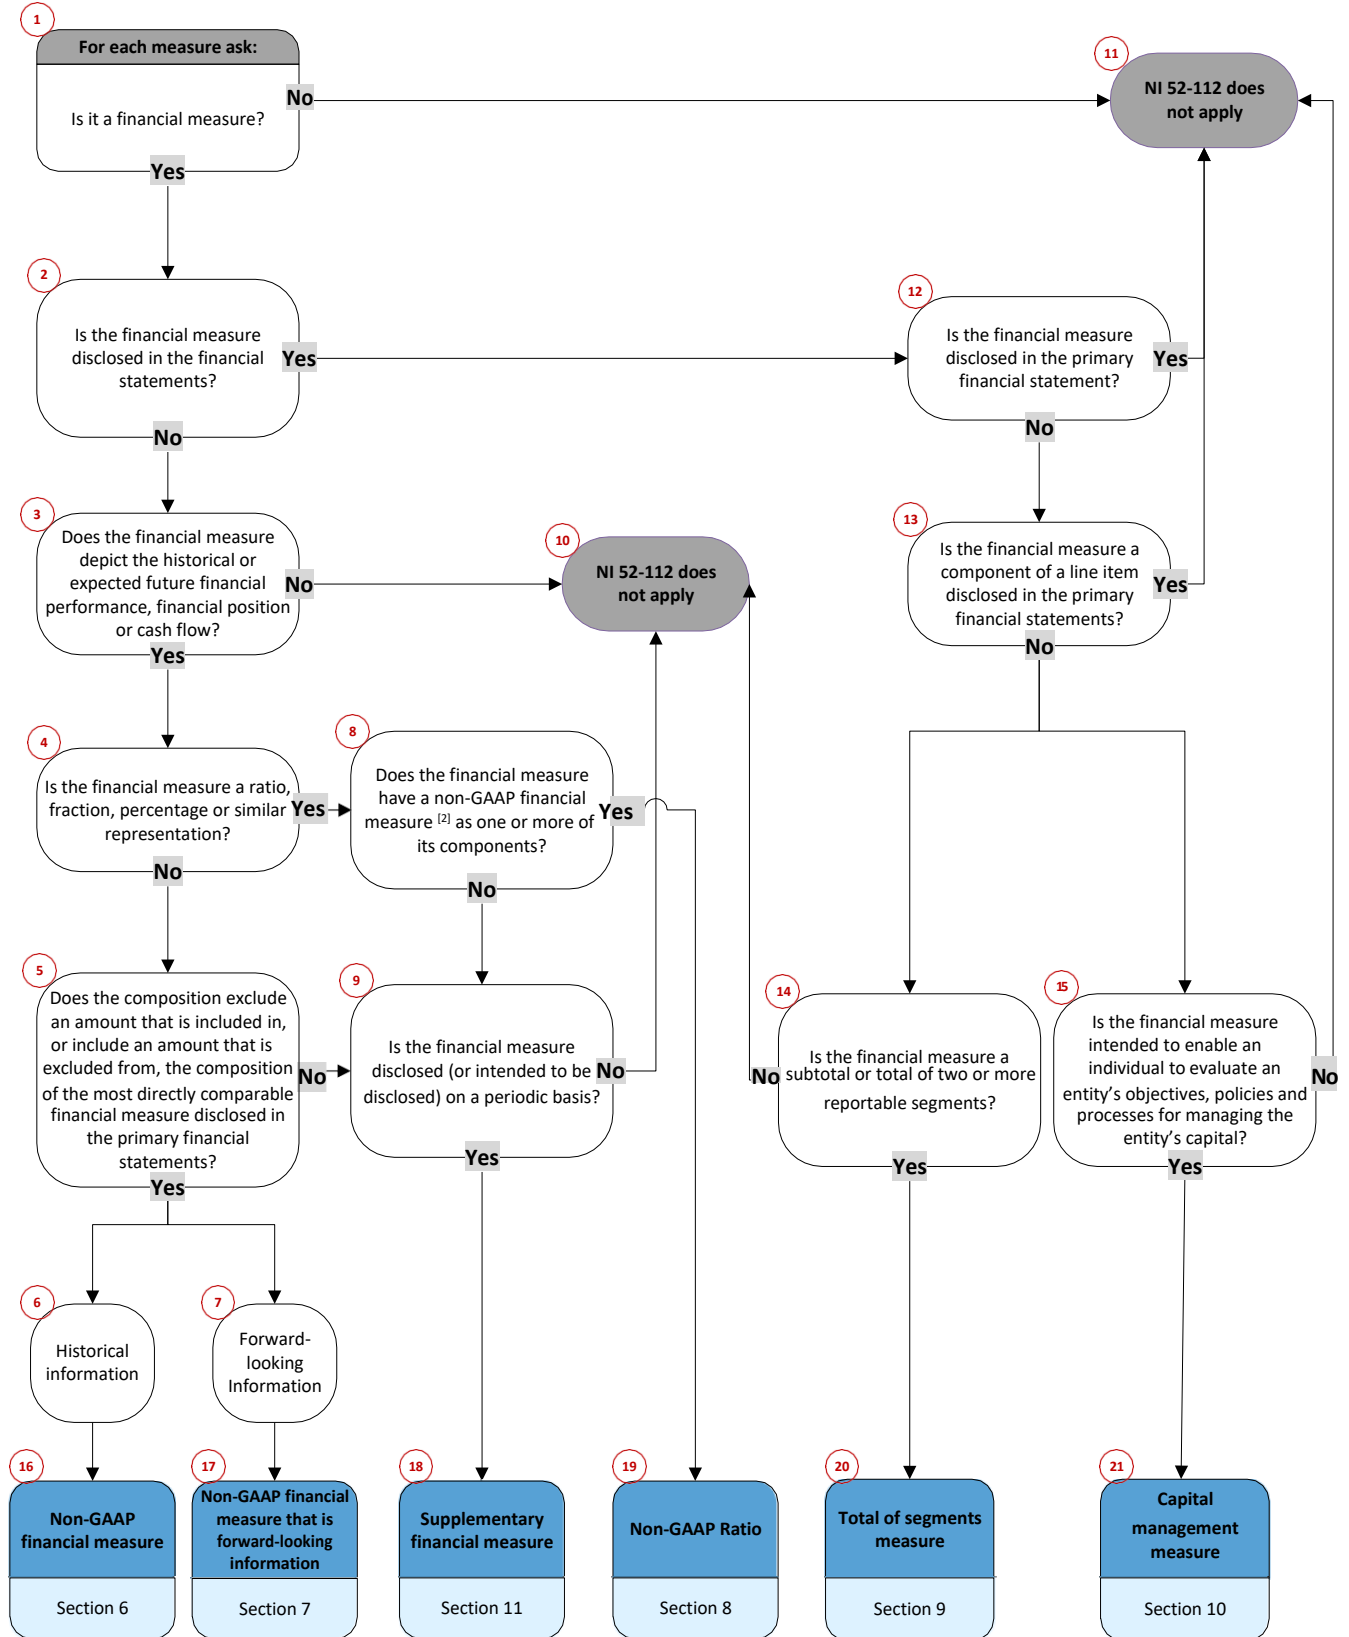 1
For each measure ask:
Is it a financial measure?
No
Yes
11
NI 52-112 does
not apply
2
Is the financial measure
disclosed in the financial
statements?
Yes
No
12
Is the financial measure
disclosed in the primary
financial statement?
Yes
No
3
Does the financial measure
depict the historical or
expected future financial
performance, financial position
or cash flow?
No
Yes
10
NI 52-112 does
not apply
13
Is the financial measure a
component of a line item
disclosed in the primary
financial statements?
Yes
No
4
Is the financial measure a ratio,
fraction, percentage or similar
representation?
Yes
No
8
Does the financial measure
have a non-GAAP financial
measure [2] as one or more of
its components?
Yes
No
5
Does the composition exclude
an amount that is included in,
or include an amount that is
excluded from, the composition
of the most directly comparable
financial measure disclosed in
the primary financial
statements?
No
Yes
9
Is the financial measure
disclosed (or intended to be
disclosed) on a periodic basis?
No
Yes
14
Is the financial measure a
subtotal or total of two or more
reportable segments?
No
Yes
15
Is the financial measure
intended to enable an
individual to evaluate an
entity’s objectives, policies and
processes for managing the
entity’s capital?
No
Yes
6
Historical
information
7
Forward-
looking
Information
16
Non-GAAP
financial measure
Section 6
17
Non-GAAP financial
measure that is
forward-looking
information
Section 7
18
Supplementary
financial measure
Section 11
19
Non-GAAP Ratio
Section 8
20
Total of segments
measure
Section 9
21
Capital
management
measure
Section 10